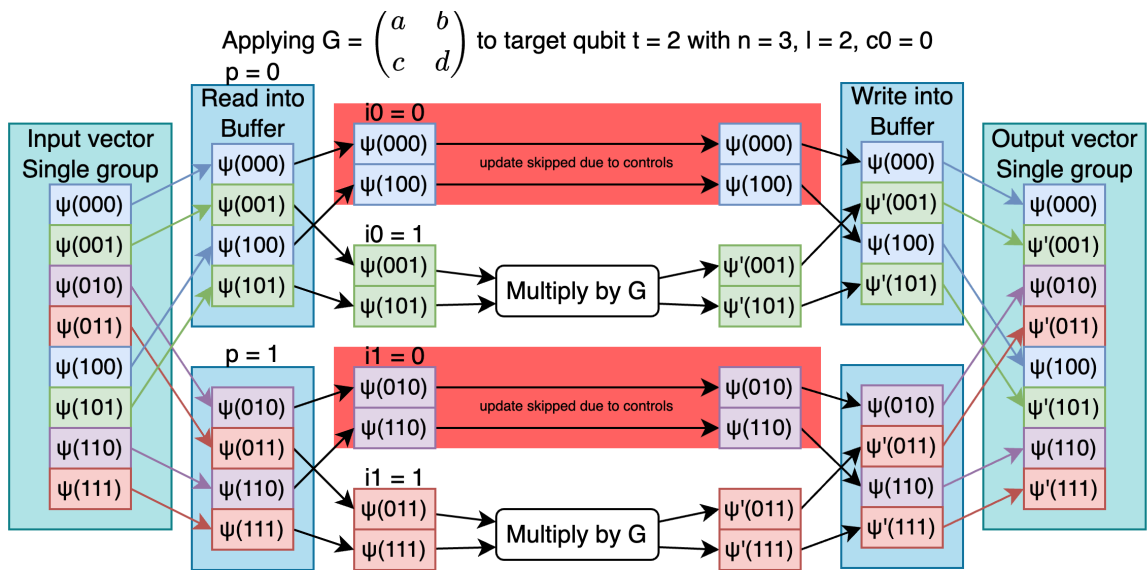 Applying G = (a b c d) to target qubit t = 2 with n = 3, l = 2, c0 = 0
Input vector
Single group
ψ(000)
ψ(001)
ψ(010)
ψ(011)
ψ(100)
ψ(101)
ψ(110)
ψ(111)
p = 0
Read into
Buffer
ψ(000)
ψ(001)
ψ(100)
ψ(101)
i0 = 0
ψ(000)
ψ(100)
update skipped due to controls
ψ(000)
ψ(100)
i0 = 1
ψ(001)
ψ(101)
Multiply by G
ψ'(001)
ψ'(101)
Write into
Buffer
ψ(000)
ψ'(001)
ψ(100)
ψ'(101)
p = 1
ψ(010)
ψ(011)
ψ(110)
ψ(111)
i1 = 0
ψ(010)
ψ(110)
update skipped due to controls
ψ(010)
ψ(110)
i1 = 1
ψ(011)
ψ(111)
Multiply by G
ψ'(011)
ψ'(111)
ψ(010)
ψ'(011)
ψ(110)
ψ'(111)
Output vector
Single group
ψ(000)
ψ'(001)
ψ(010)
ψ'(011)
ψ(100)
ψ'(101)
ψ(110)
ψ'(111)